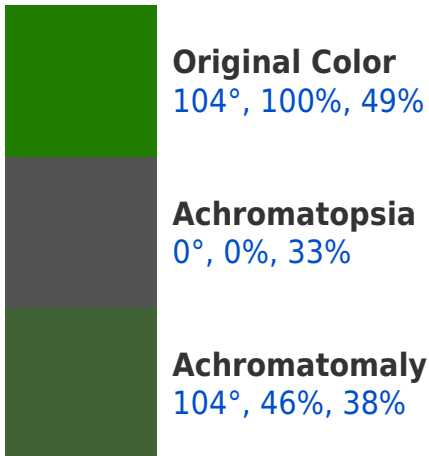 Original Color
104°, 100%, 49%
Achromatopsia
0°, 0%, 33%
Achromatomaly
104°, 46%, 38%